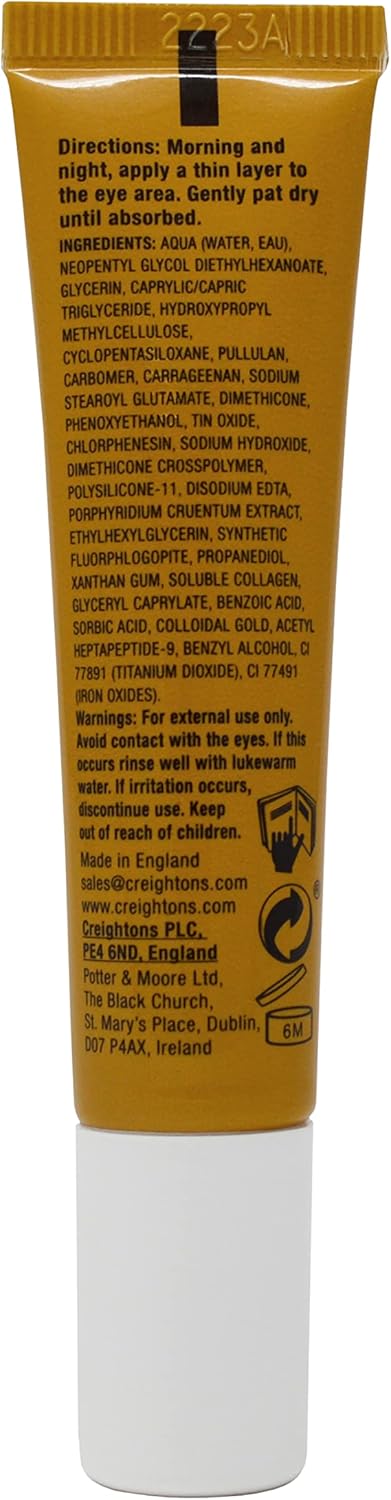 2223A
Directions: Morning and
night, apply a thin layer to
the eye area. Gently pat dry
until absorbed.
INGREDIENTS: AQUA (WATER, EAU),
NEOPENTYL GLYCOL DIETHYLHEXANOATE,
GLYCERIN, CAPRYLIC/CAPRIC
TRIGLYCERIDE, HYDROXYPROPYL
METHYLCELLULOSE,
CYCLOPENTASILOXANE, PULLULAN,
CARBOMER, CARRAGEENAN, SODIUM
STEAROYL GLUTAMATE, DIMETHICONE,
PHENOXYETHANOL, TIN OXIDE,
CHLORPHENESIN, SODIUM HYDROXIDE,
DIMETHICONE CROSSPOLYMER,
POLYSILICONE-11, DISODIUM EDTA,
PORPHYRIDIUM CRUENTUM EXTRACT,
ETHYLHEXYLGLYCERIN, SYNTHETIC
FLUORPHLOGOPITE, PROPANEDIOL,
XANTHAN GUM, SOLUBLE COLLAGEN,
GLYCERYL CAPRYLATE, BENZOIC ACID,
SORBIC ACID, COLLOIDAL GOLD, ACETYL
HEPTAPEPTIDE-9, BENZYL ALCOHOL, CI
77891 (TITANIUM DIOXIDE), CI 77491
(IRON OXIDES).
Warnings: For external use only.
Avoid contact with the eyes. If this
occurs rinse well with lukewarm
water. If irritation occurs,
discontinue use. Keep
out of reach of children.
Made in England
sales@creightons.com
www.creightons.com
®
Creightons PLC,
PE4 6ND, England
Potter & Moore Ltd,
The Black Church,
St. Mary's Place, Dublin,
D07 P4AX, Ireland
6M